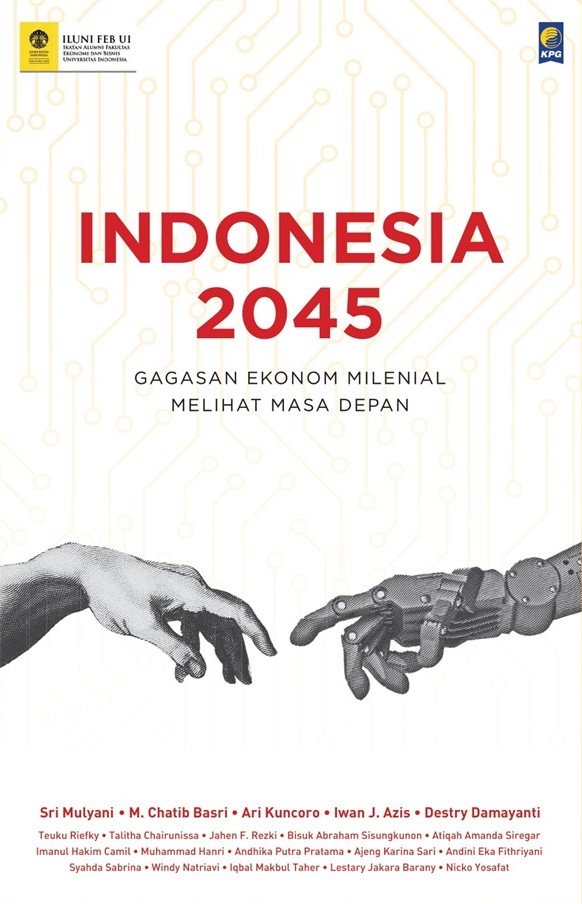 ILUNI FEB UI
IKATAN ALUMNI FAKULTAS
EKONOMI DAN BISNIS
UNIVERSITAS INDONESIA
KPG
INDONESIA
2045
GAGASAN EKONOM MILENIAL
MELIHAT MASA DEPAN
Sri Mulyani • M. Chatib Basri • Ari Kuncoro • Iwan J. Azis • Destry Damayanti
Teuku Riefky • Talitha Chairunissa • Jahen F. Rezki • Bisuk Abraham Sisungkunon • Atiqah Amanda Siregar
Imanul Hakim Camil • Muhammad Hanri • Andhika Putra Pratama • Ajeng Karina Sari • Andini Eka Fithriyani
Syahda Sabrina • Windy Natriavi • Iqbal Makbul Taher • Lestary Jakara Barany • Nicko Yosafat